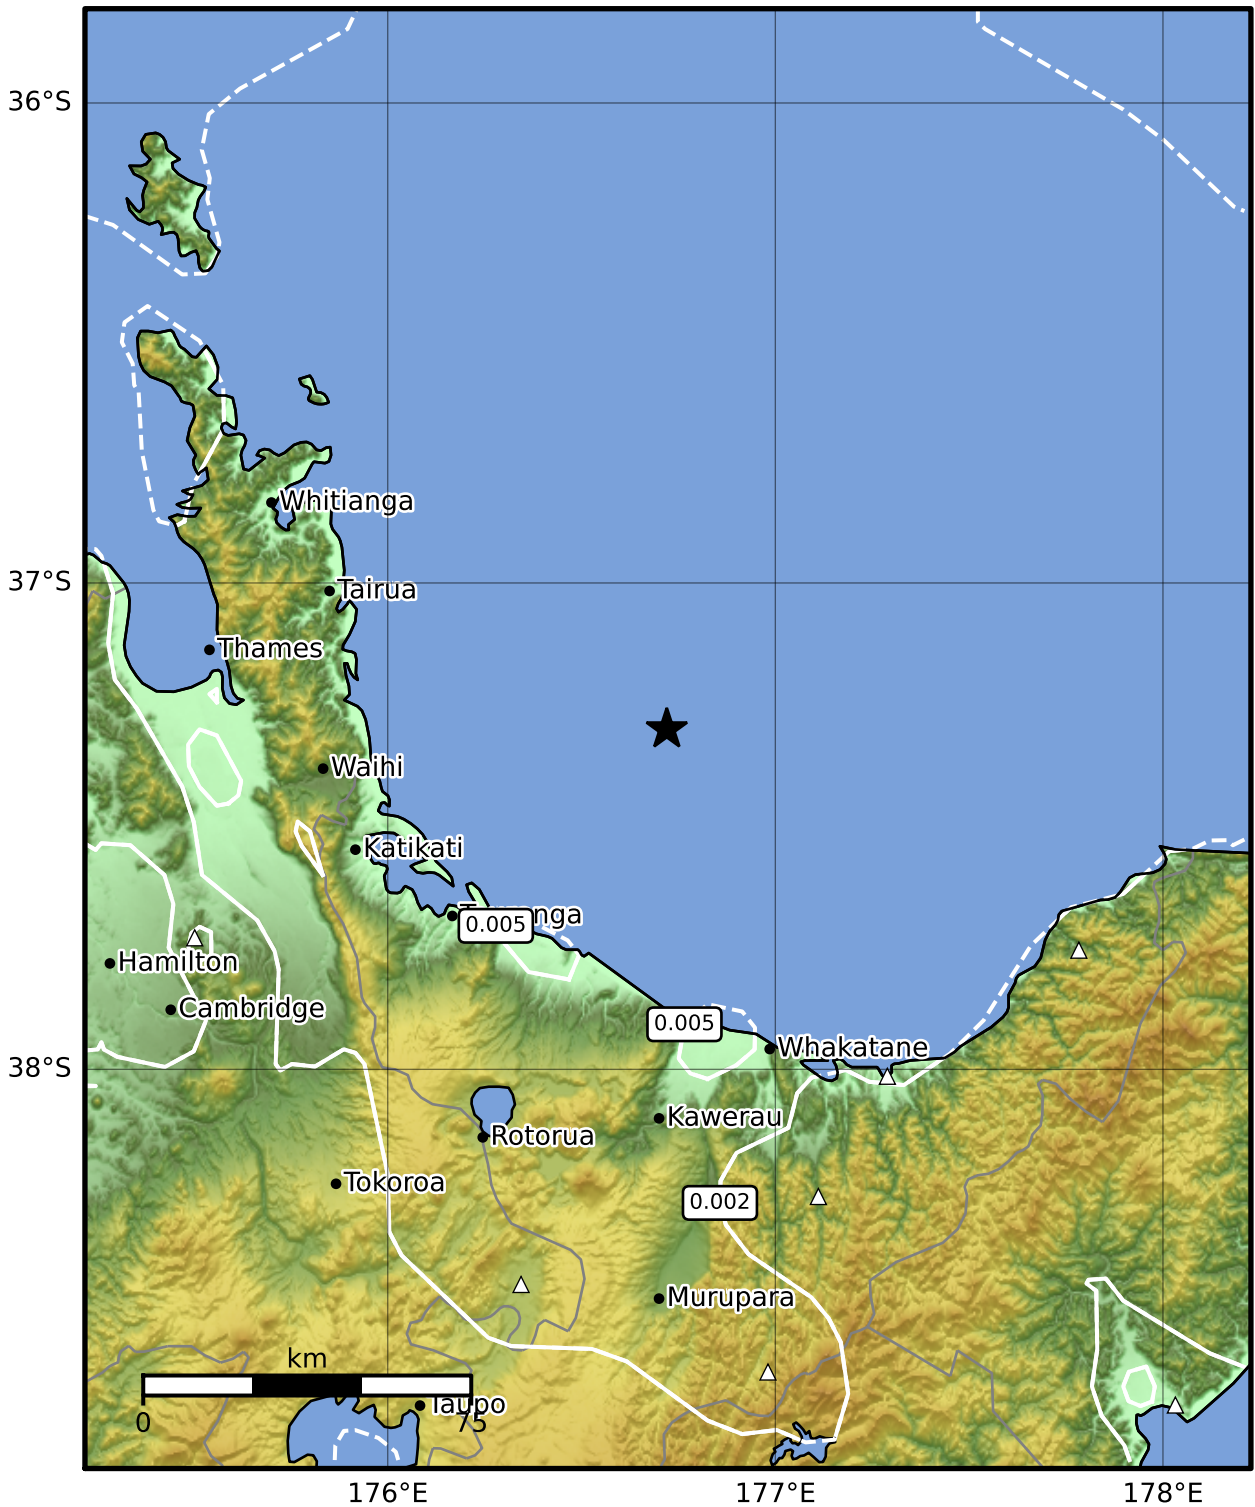 36°S
Whitianga
37°S
Tairua
Thames
Waihi
Katikati
0.005
Hamilton
Cambridge
0.005
Whakatane
38°S
Kawerau
Rotorua
Tokoroa
0.002
Murupara
km
Taupo
0
75
176°E
177°E
178°E